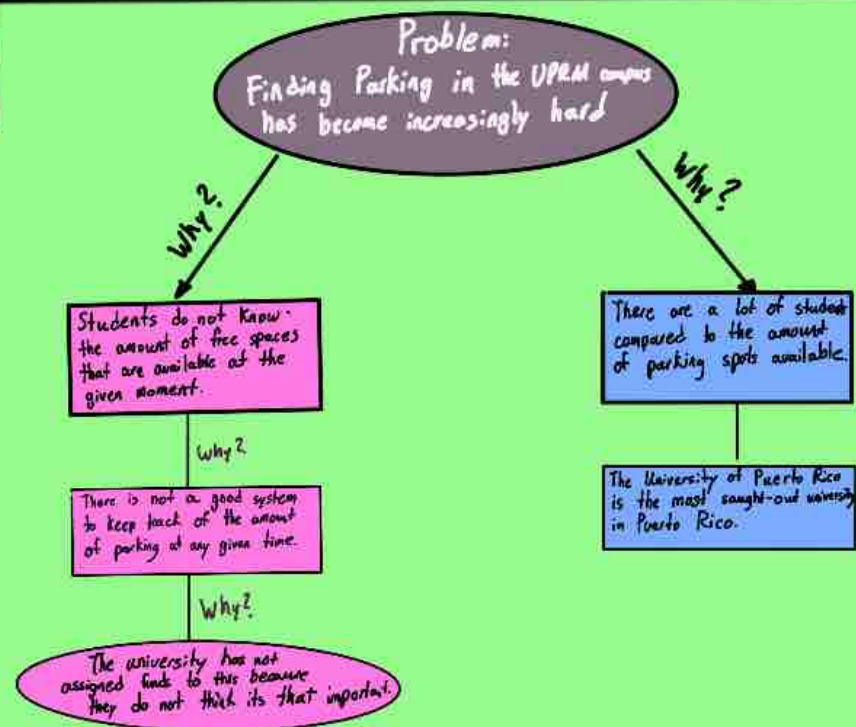 Problem:
Finding Parking in the UPRM campus
has become increasingly hard
Why?
Why?
Students do not know
the amount of free spaces
that are available at the
given moment.
Why?
There is not a good system
to keep track of the amount
of parking at any given time.
Why?
The university has not
assigned funds to this because
they do not think its that important.
There are a lot of student
compared to the amount
of parking spots available.
The University of Puerto Rico
is the most sought-out university
in Puerto Rico.